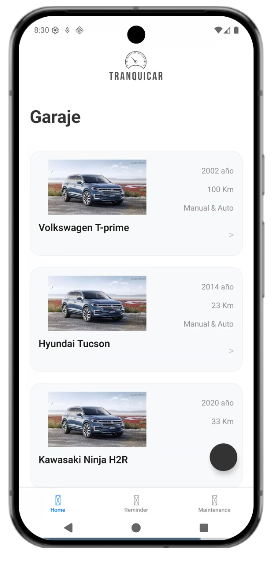 8:30
TRANQUICAR
Garaje
2002 año
100 Km
Manual & Auto
Volkswagen T-prime
>
2014 año
23 Km
Manual & Auto
Hyundai Tucson
>
2020 año
33 Km
Kawasaki Ninja H2R
Home
Reminder
Maintenance